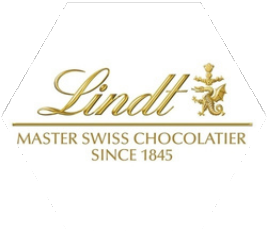 Lindt
MASTER SWISS CHOCOLATIER
SINCE 1845